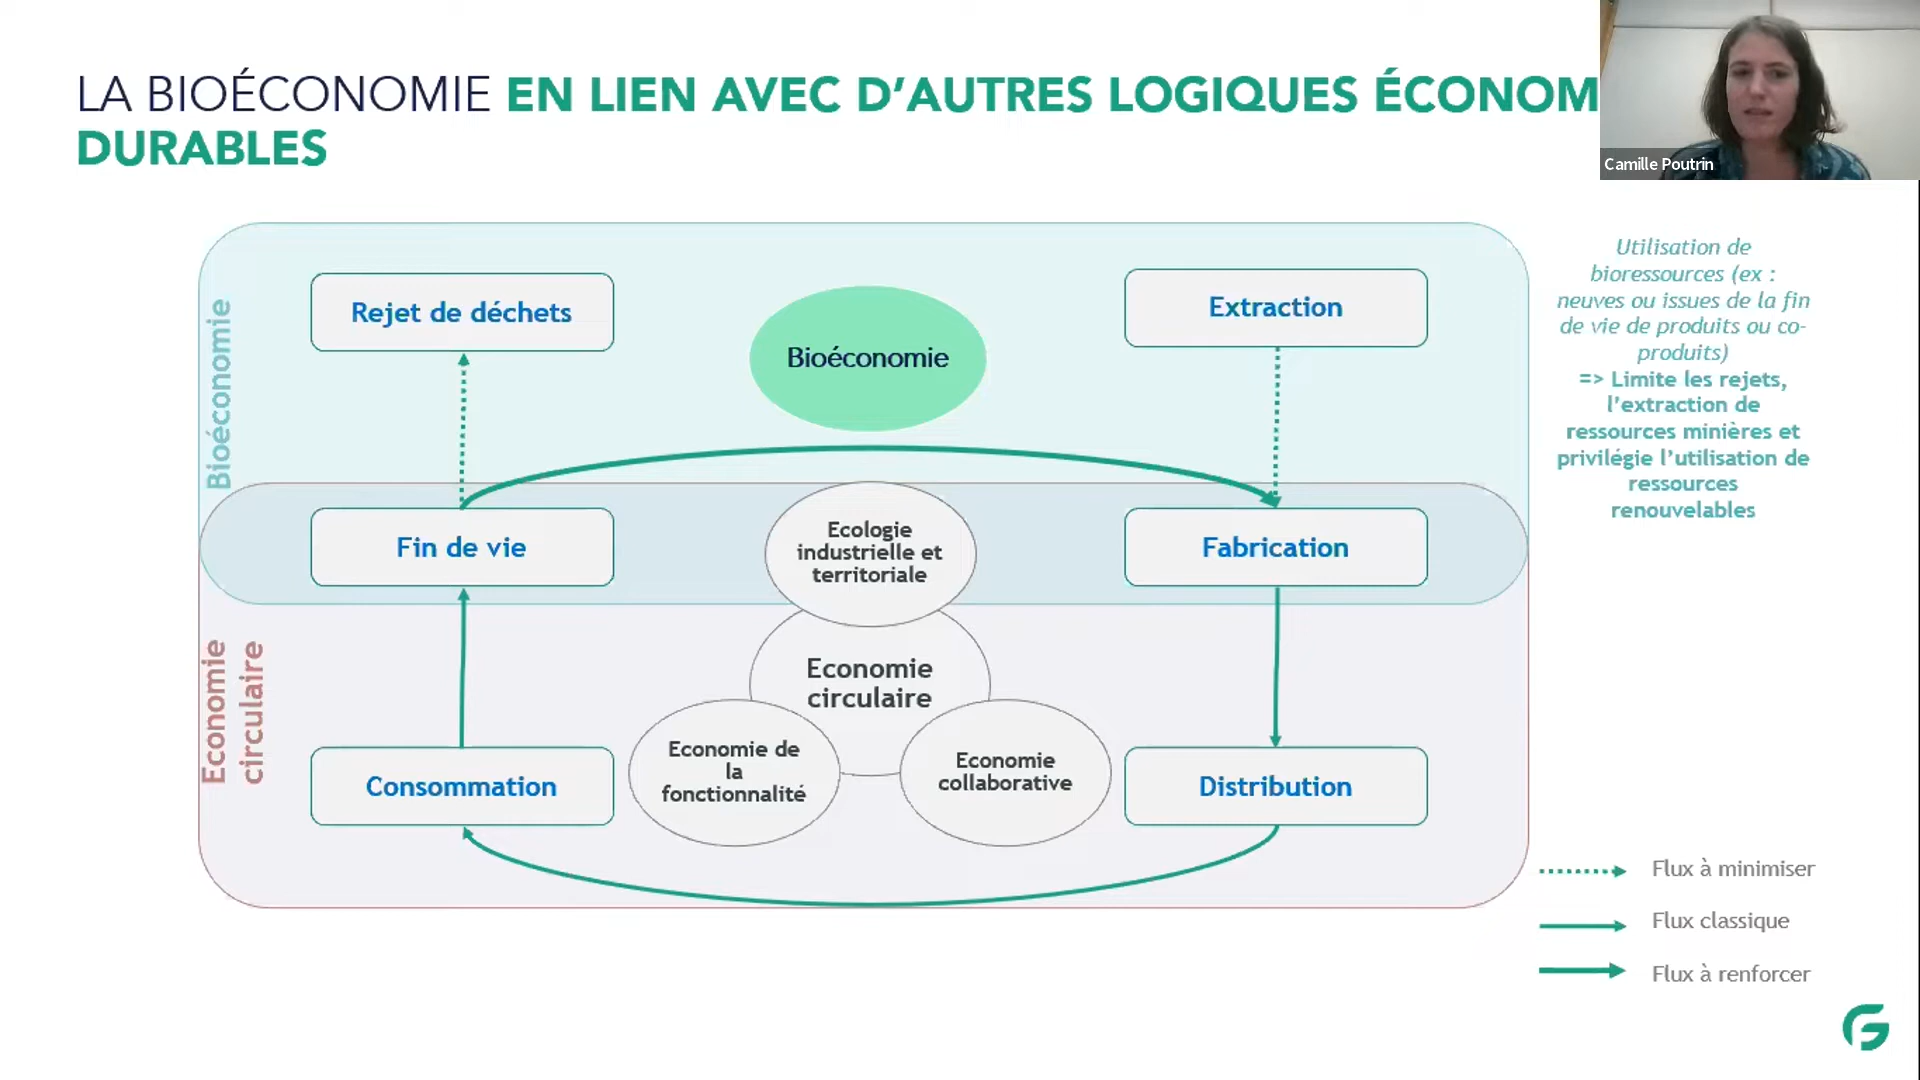 LA BIOÉCONOMIE EN LIEN AVEC D'AUTRES LOGIQUES ÉCONOM
DURABLES
Camille Poutrin
Bioéconomie
Rejet de déchets
Bioéconomie
Extraction
Utilisation de
bioressources (ex :
neuves ou issues de la fin
de vie de produits ou co-
produits)
=> Limite les rejets,
l'extraction de
ressources minières et
privilégie l'utilisation de
ressources
renouvelables
Fin de vie
Ecologie
industrielle et
territoriale
Fabrication
Economie
circulaire
Economie
circulaire
Consommation
Economie de
la
fonctionnalité
Economie
collaborative
Distribution
Flux à minimiser
Flux classique
Flux à renforcer